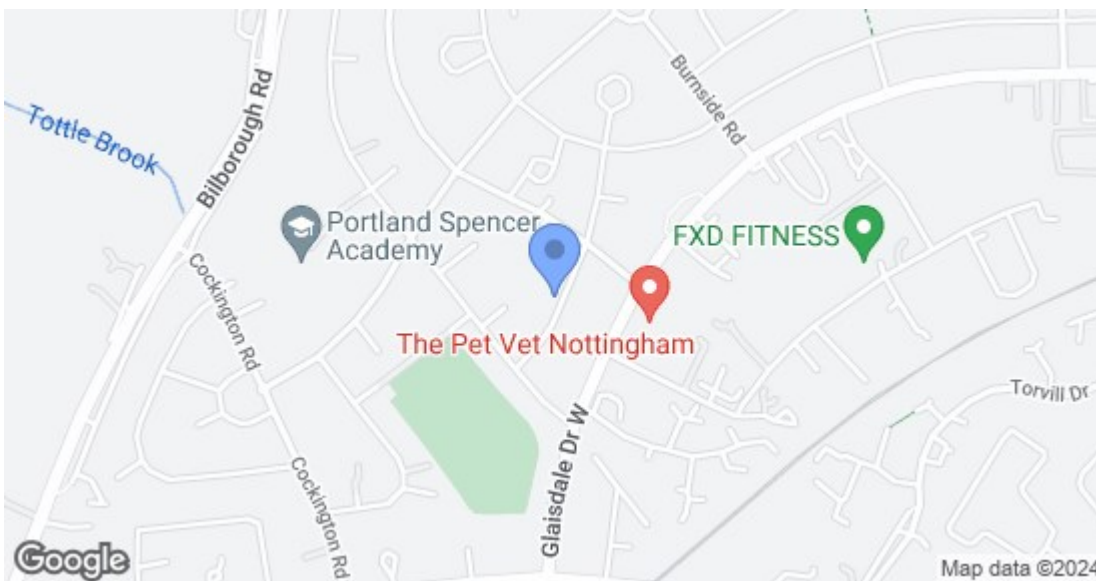 Burnside Rd
Tottle Brook
Bilborough Rd
Portland Spencer
Academy
FXD FITNESS
Cockington Rd
The Pet Vet Nottingham
Torvill Dr
Glaisdale Dr W
Cockington Rd
Google
Map data ©2024